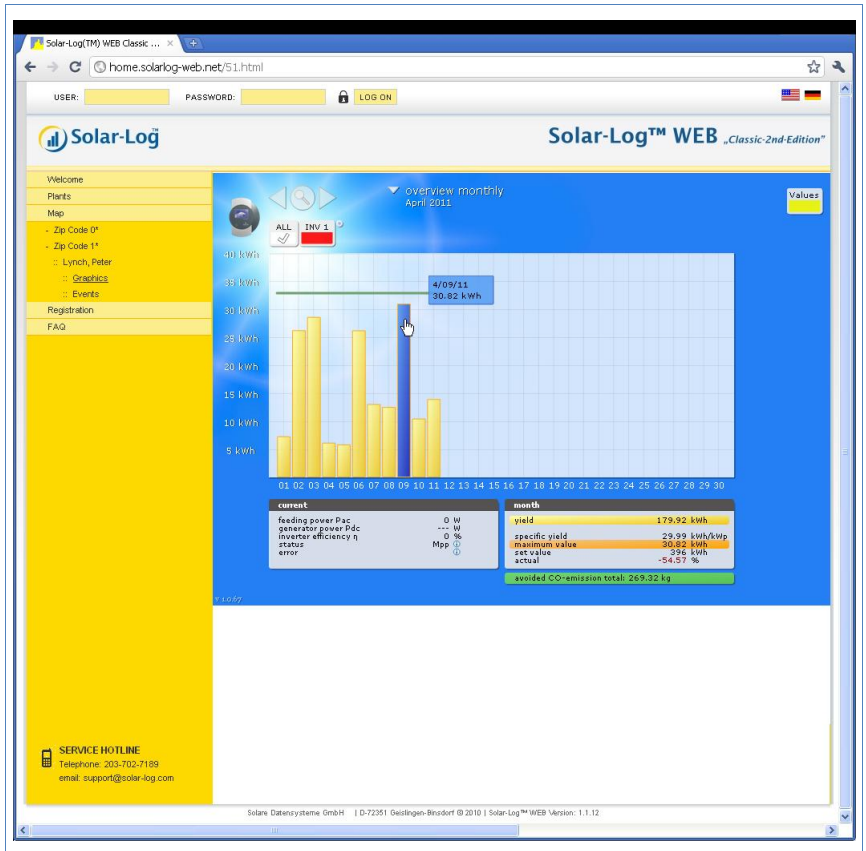 Solar-Log(TM) WEB Classic ...
home.solarlog-web.net/51.html
USER: PASSWORD: LOG ON
Solar-Log™
Solar-Log™ WEB „Classic-2nd-Edition"
Welcome
Plants
Map
- Zip Code 0*
- Zip Code 1*
:: Lynch, Peter
:: Graphics
:: Events
Registration
FAQ
overview monthly
April 2011
Values
ALL INV 1
40 kWh
35 kWh
30 kWh
25 kWh
20 kWh
15 kWh
10 kWh
5 kWh
4/09/11
30.82 kWh
01 02 03 04 05 06 07 08 09 10 11 12 13 14 15 16 17 18 19 20 21 22 23 24 25 26 27 28 29 30
current
feeding power Pac 0 W
generator power Pdc --- W
inverter efficiency η 0 %
status Mpp
error
month
yield 179.92 kWh
specific yield 29.99 kWh/kWp
maximum value 30.82 kWh
set value 396 kWh
actual -54.57 %
avoided CO-emission total: 269.32 kg
v 1.0.67
SERVICE HOTLINE
Telephone: 203-702-7189
email: support@solar-log.com
Solare Datensysteme GmbH | D-72351 Geislingen-Binsdorf © 2010 | Solar-Log™ WEB Version: 1.1.12